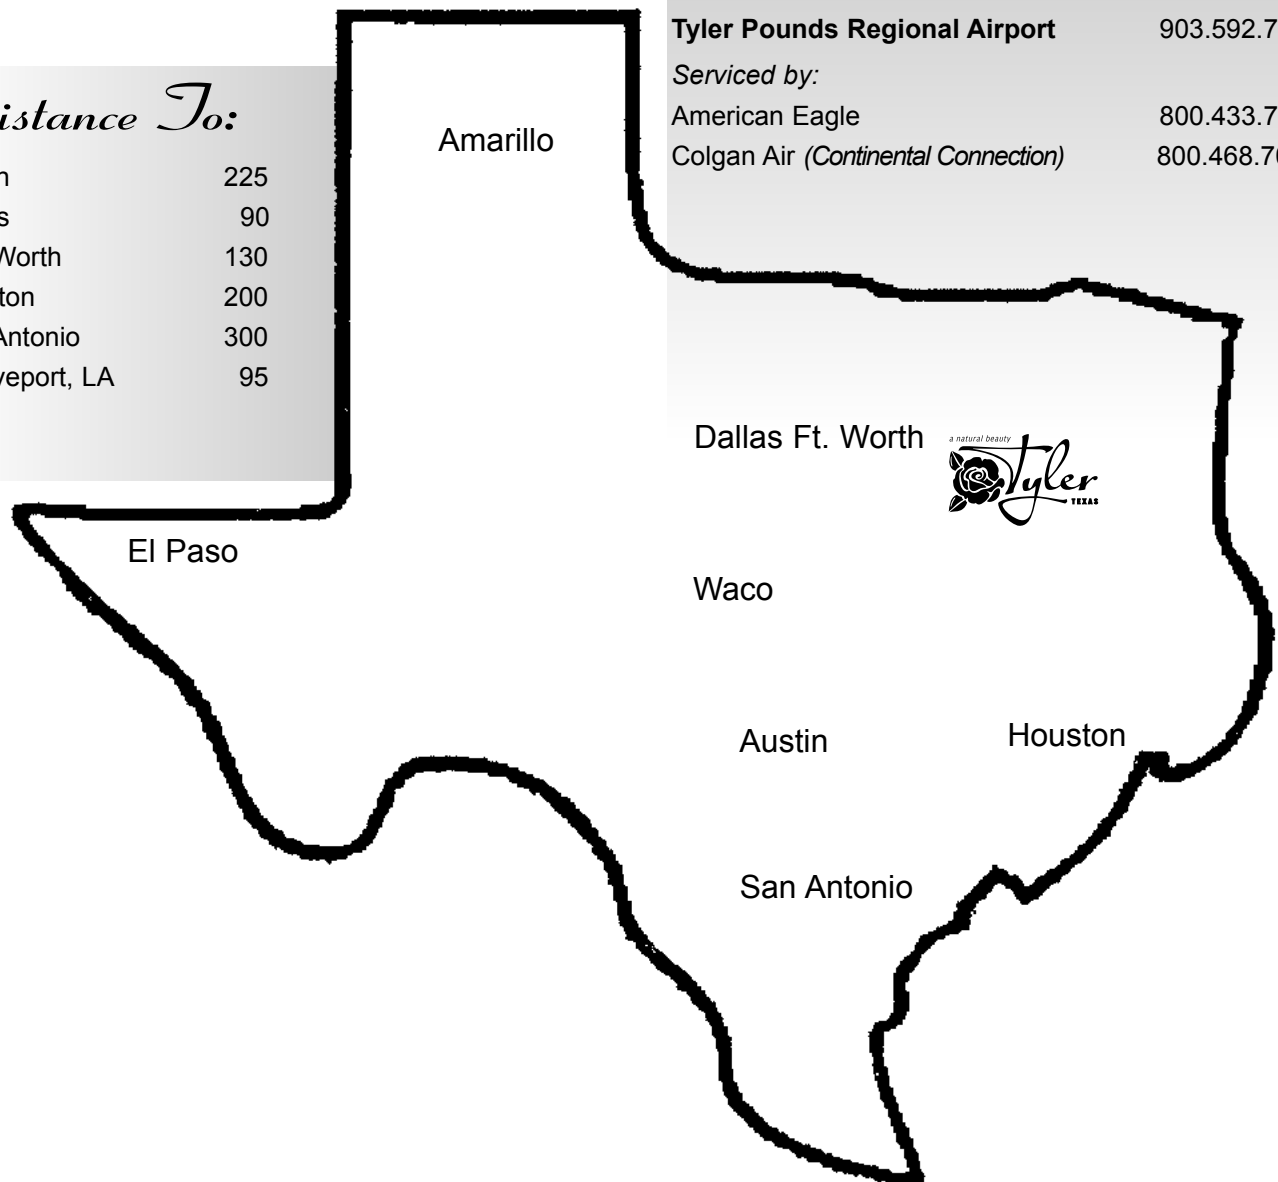 Tyler Pounds Regional Airport 903.592.7
Serviced by:
American Eagle 800.433.7
Colgan Air (Continental Connection) 800.468.7
istance To:
n 225
s 90
Worth 130
ton 200
Antonio 300
veport, LA 95
Amarillo
Dallas Ft. Worth
a natural beauty
Tyler
TEXAS
El Paso
Waco
Austin
Houston
San Antonio